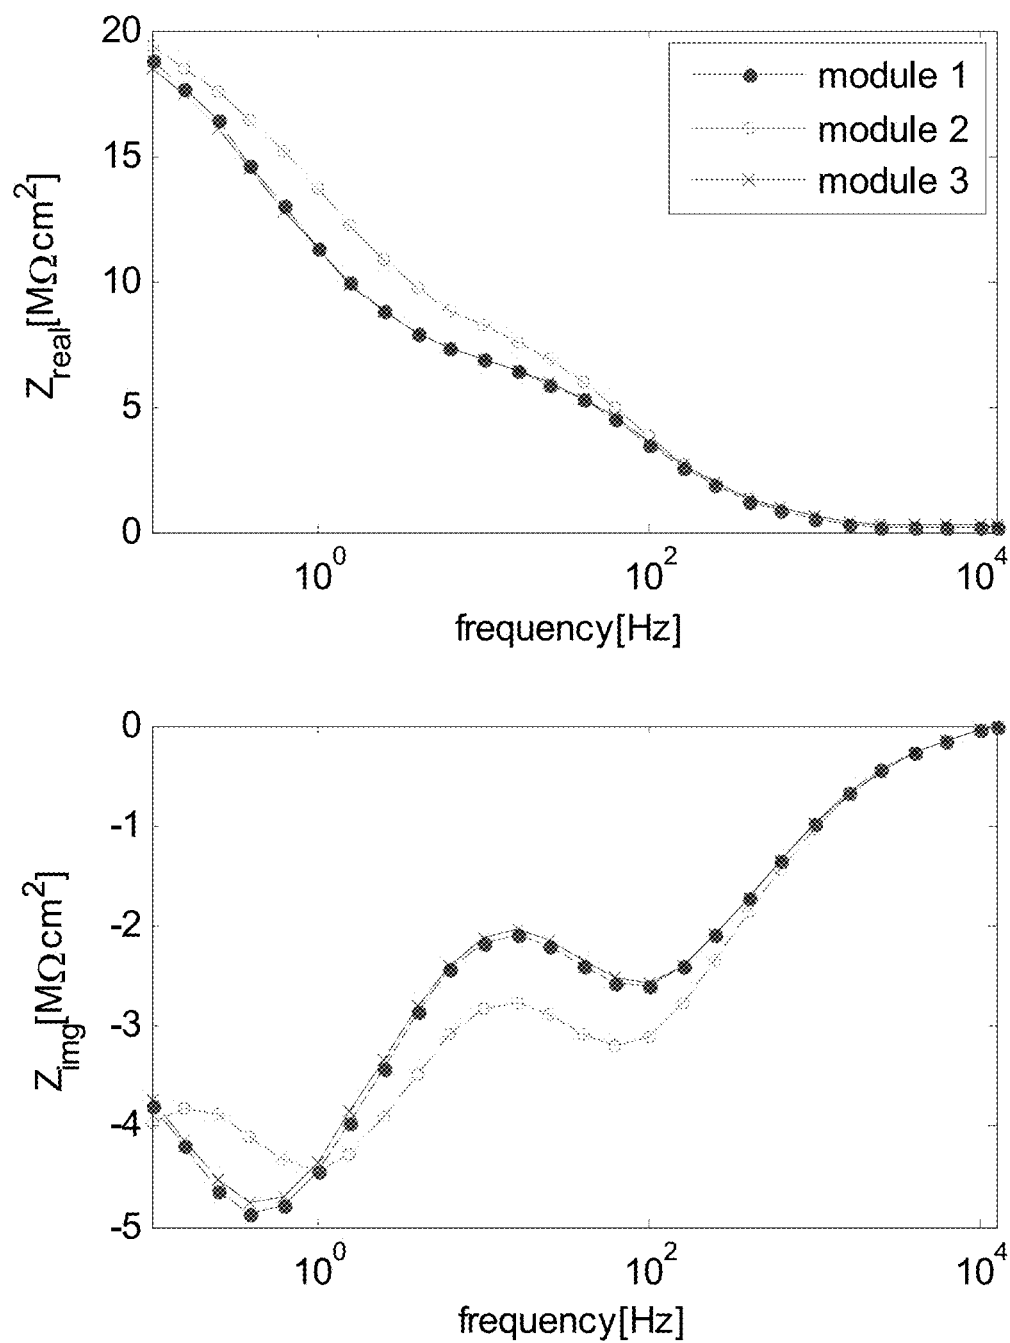 20
15
10
5
0
Z_real[MΩcm²]
module 1
module 2
module 3
10⁰
10²
10⁴
frequency[Hz]
0
-1
-2
-3
-4
-5
Z_img[MΩcm²]
10⁰
10²
10⁴
frequency[Hz]